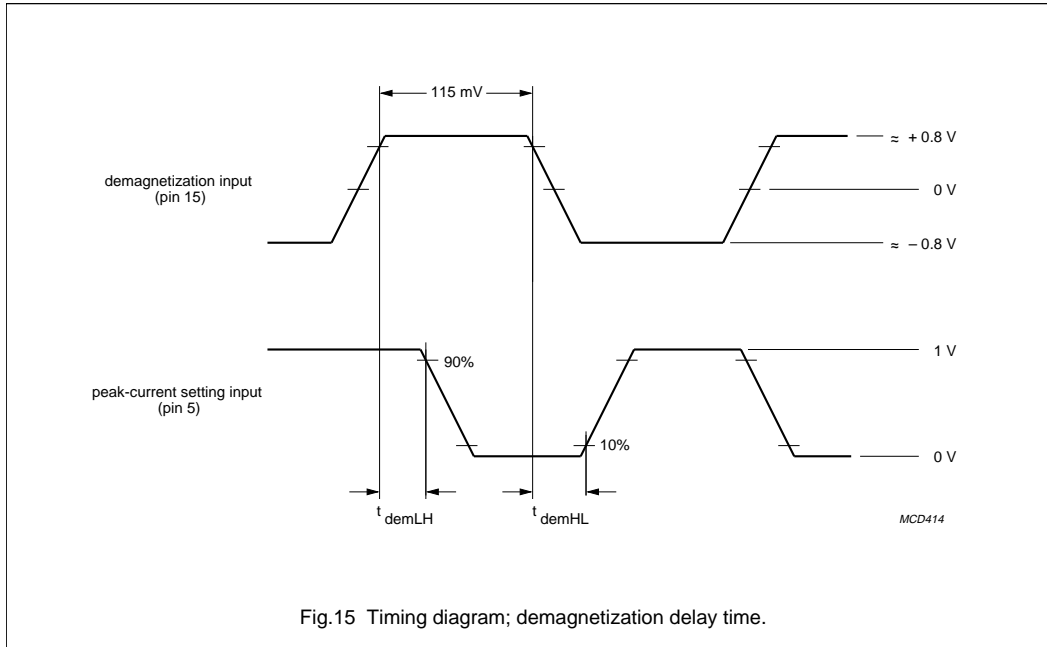 115 mV
≈ + 0.8 V
demagnetization input
(pin 15)
0 V
≈ – 0.8 V
1 V
90%
peak-current setting input
(pin 5)
10%
0 V
t demLH
t demHL
MCD414
Fig.15 Timing diagram; demagnetization delay time.